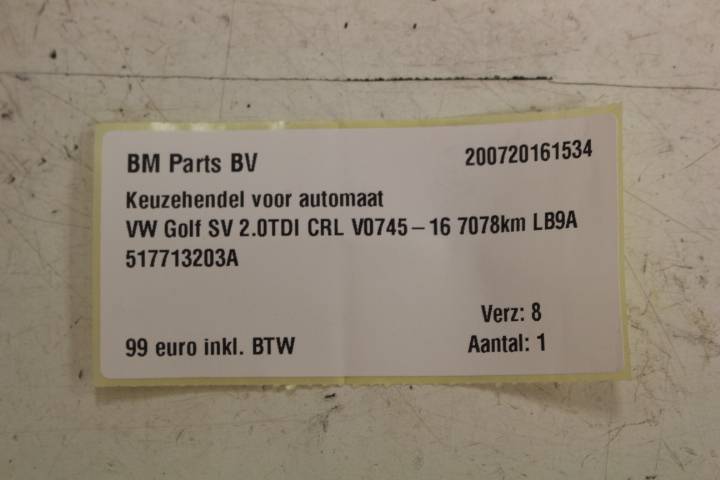 BM Parts BV 200720161534
Keuzehendel voor automaat
VW Golf SV 2.0TDI CRL V0745-16 7078km LB9A
517713203A
Verz: 8
99 euro inkl. BTW Aantal: 1